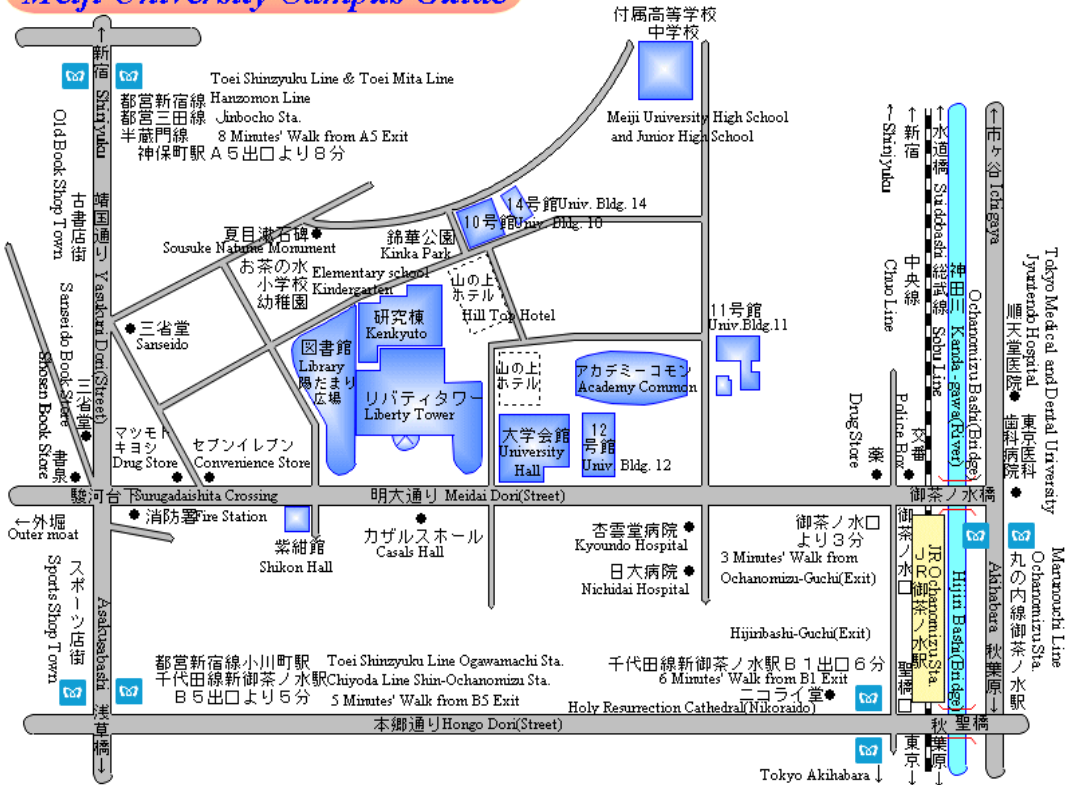 Meiji University Campus Guide
付属高等学校
中学校
Meiji University High School
and Junior High School
↑
新宿 Shinjyuku
Toei Shinzyuku Line & Toei Mita Line
都営新宿線 Hanzomon Line
都営三田線 Jinbocho Sta.
半蔵門線 8 Minutes' Walk from A5 Exit
神保町駅A5出口より8分
Old Book Shop Town
古書店街
靖国通り Yasukuri Dori(Street)
Sanseido Book Store
三省堂
Shosen Book Store
書泉
夏目漱石碑
Sousuke Natume Monument
錦華公園
Kinka Park
10号館
Univ. Bldg. 10
14号館 Univ. Bldg. 14
お茶の水
小学校
幼稚園
Elementary school
Kindergarten
山の上
ホテル
Hill Top Hotel
三省堂
Sanseido
図書館
Library
陽だまり
広場
研究棟
Kenkyuto
リバティタワー
Liberty Tower
山の上
ホテル
アカデミーコモン
Academy Common
11号館
Univ.Bldg.11
大学会館
University
Hall
12
号館
Univ. Bldg. 12
マツモト
キヨシ
Drug Store
セブンイレブン
Convenience Store
Drug Store
薬
Police Box
交番
←Shinjyuku
↑新宿
中央線
Chuo Line
↑水道橋 Suidobashi 総武線 Sobu Line
神田三 Kanda-gawa(River)
Ochanomizu Bashi(Bridge)
←市ヶ谷 Ichigaya
Jyuntendo Hospital
順天堂医院
Tokyo Medical and Dental University
東京医科
歯科病院
駿河台下 Surugadaishita Crossing
明大通り Meidai Dori(Street)
御茶ノ水橋
←外堀
Outer moat
消防署 Fire Station
紫紺館
Shikon Hall
カザルスホール
Casals Hall
杏雲堂病院
Kyoundo Hospital
日大病院
Nichidai Hospital
御茶ノ水口
より3分
3 Minutes' Walk from
Ochanomizu-Guchi(Exit)
御茶ノ水口
JR Ochanomizu Sta.
JR御茶ノ水駅
Hijiri Bashi(Bridge)
Akihabara 秋葉原→
Marunouchi Line
Ochanomizu Sta.
丸の内線御茶ノ水駅
スポーツ店街
Sports Shop Town
Asakusabashi 浅草橋→
Hijiribashi-Guchi(Exit)
聖橋口
都営新宿線小川町駅 Toei Shinzyuku Line Ogawamachi Sta.
千代田線新御茶ノ水駅 Chiyoda Line Shin-Ochanomizu Sta.
B5出口より5分 5 Minutes' Walk from B5 Exit
千代田線新御茶ノ水駅B1出口6分
6 Minutes' Walk from B1 Exit
ニコライ堂
Holy Resurrection Cathedral(Nikoraido)
本郷通り Hongo Dori(Street)
聖橋
東京→
秋葉原→
Tokyo Akihabara ↓